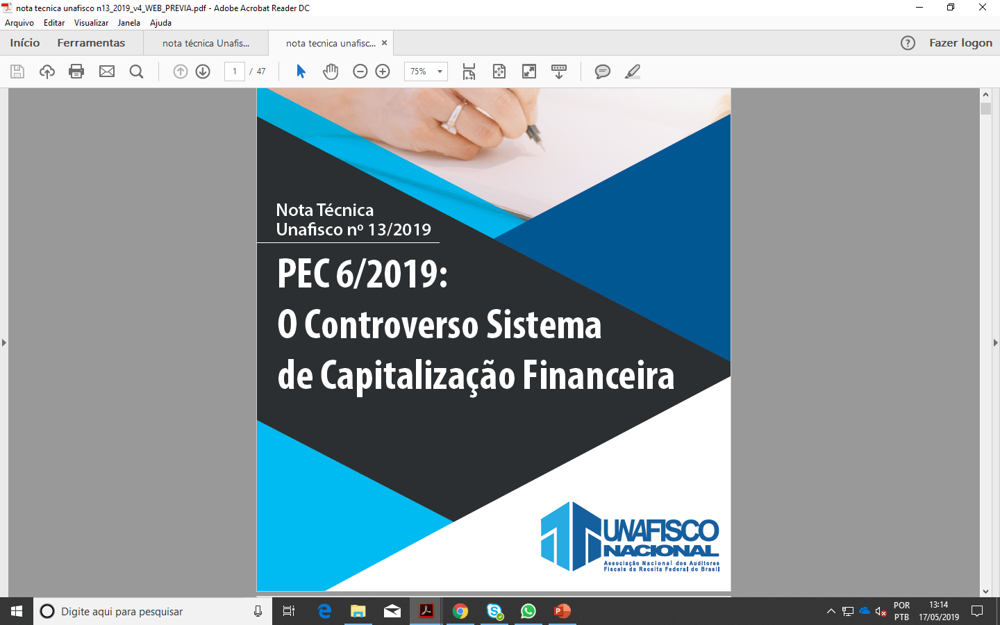 nota tecnica unafisco n13_2019_v4_WEB_PREVIA.pdf - Adobe Acrobat Reader DC
Arquivo Editar Visualizar Janela Ajuda
Início Ferramentas nota técnica Unafis... nota tecnica unafisc... × ? Fazer logon
1 / 47 75%
Nota Técnica
Unafisco nº 13/2019
PEC 6/2019:
O Controverso Sistema
de Capitalização Financeira
UNAFISCO
NACIONAL
Associação Nacional dos Auditores
Fiscais da Receita Federal do Brasil
Digite aqui para pesquisar
POR
PTB
13:14
17/05/2019